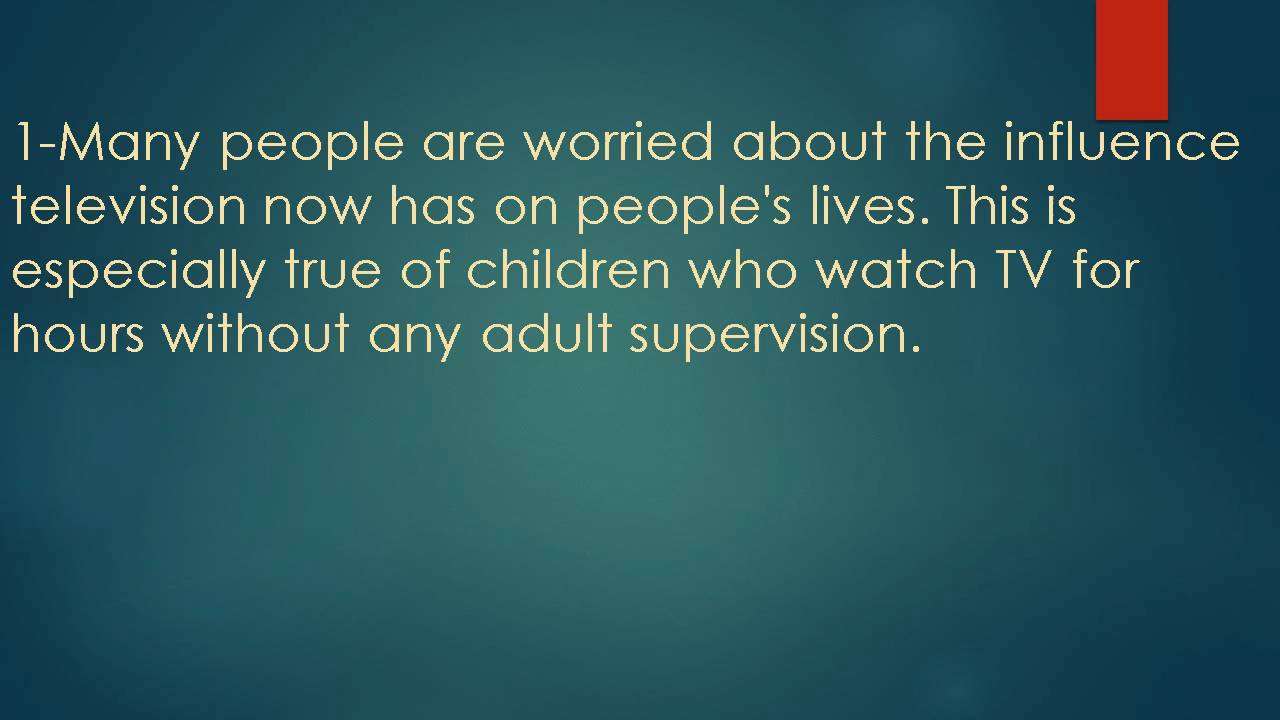 1-Many people are worried about the influence
television now has on people's lives. This is
especially true of children who watch TV for
hours without any adult supervision.